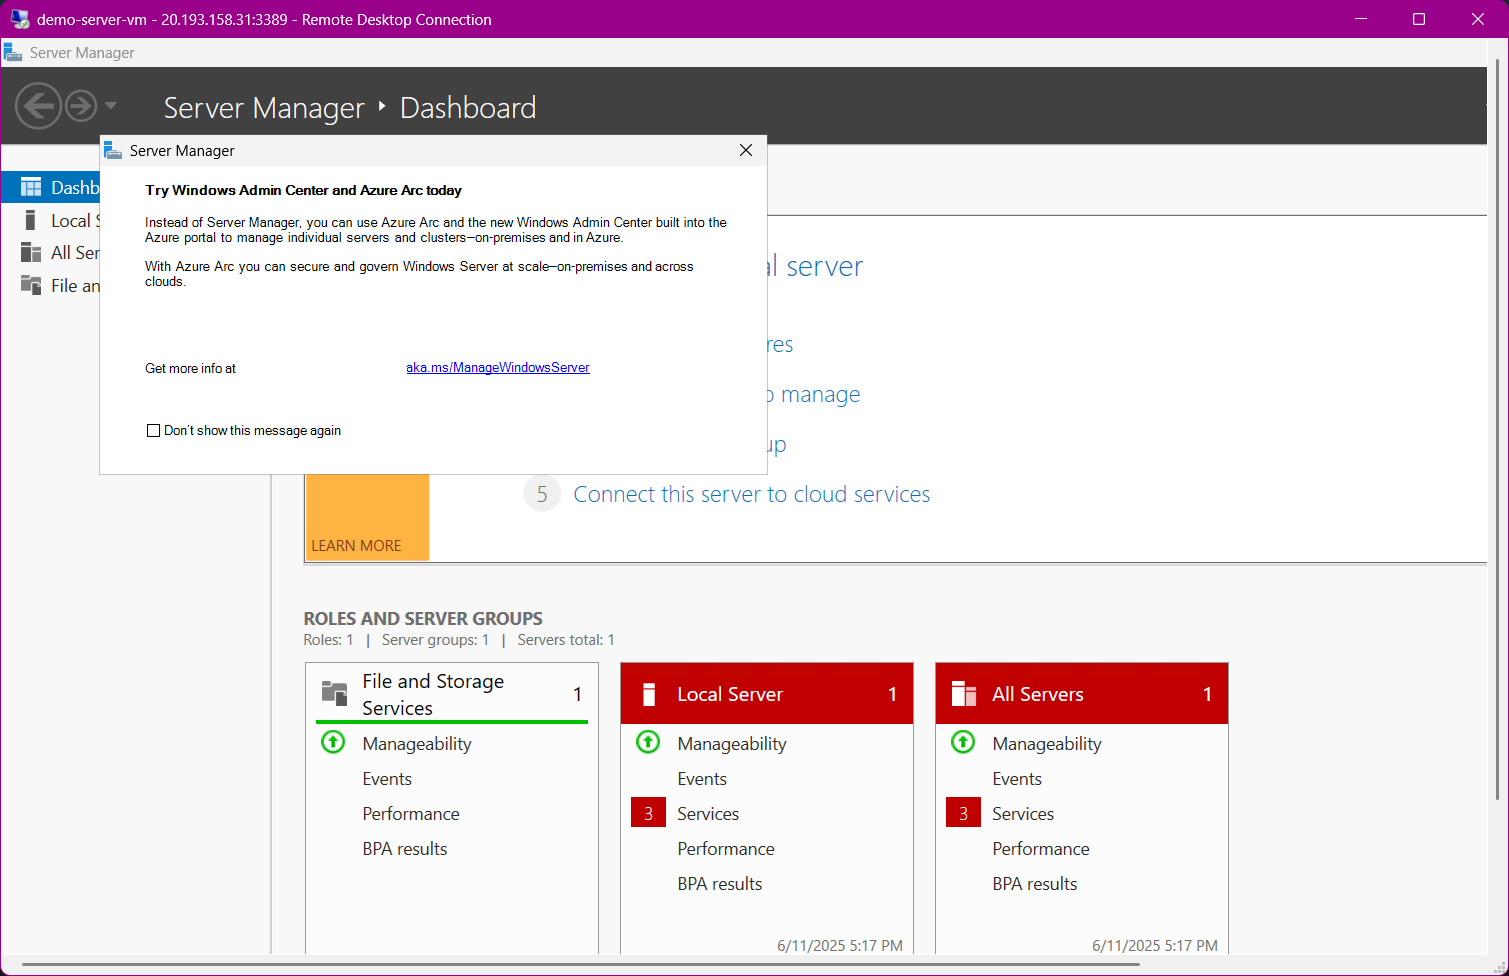 demo-server-vm - 20.193.158.31:3389 - Remote Desktop Connection
Server Manager
Server Manager ‣ Dashboard
Server Manager
Try Windows Admin Center and Azure Arc today
Instead of Server Manager, you can use Azure Arc and the new Windows Admin Center built into the
Azure portal to manage individual servers and clusters—on-premises and in Azure.
With Azure Arc you can secure and govern Windows Server at scale—on-premises and across
clouds.
Get more info at aka.ms/ManageWindowsServer
Don't show this message again
Dashb
Local S
All Ser
File an
server
manage
up
5 Connect this server to cloud services
LEARN MORE
ROLES AND SERVER GROUPS
Roles: 1 | Server groups: 1 | Servers total: 1
File and Storage
Services
1
Manageability
Events
Performance
BPA results
Local Server 1
Manageability
Events
3 Services
Performance
BPA results
6/11/2025 5:17 PM
All Servers 1
Manageability
Events
3 Services
Performance
BPA results
6/11/2025 5:17 PM